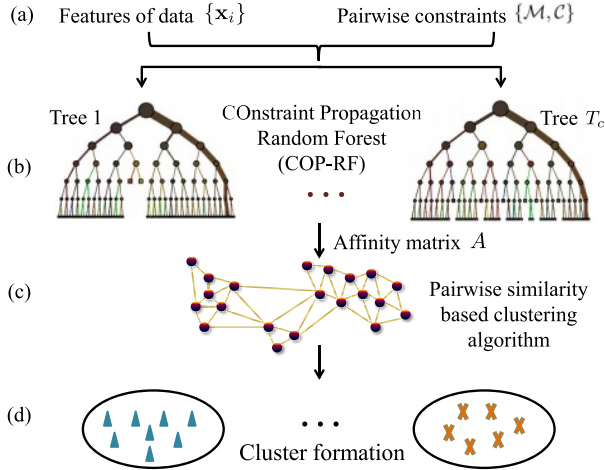 (a) Features of data {x_i} Pairwise constraints {M, C}
Tree 1 COnstraint Propagation Tree T_c
Random Forest
(b) (COP-RF)
Affinity matrix A
(c) Pairwise similarity
based clustering
algorithm
(d)
Cluster formation